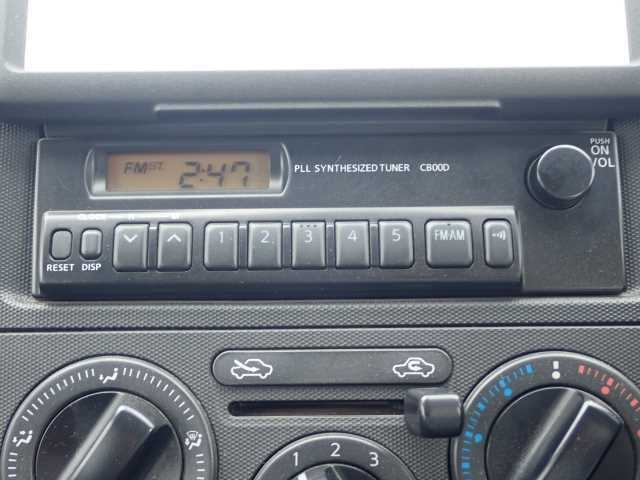 FM ST. 2:47
PLL SYNTHESIZED TUNER CB00D
PUSH
ON
VOL
CLOCK H M
RESET DISP
1 2 3 4 5 FM AM
1 2 3